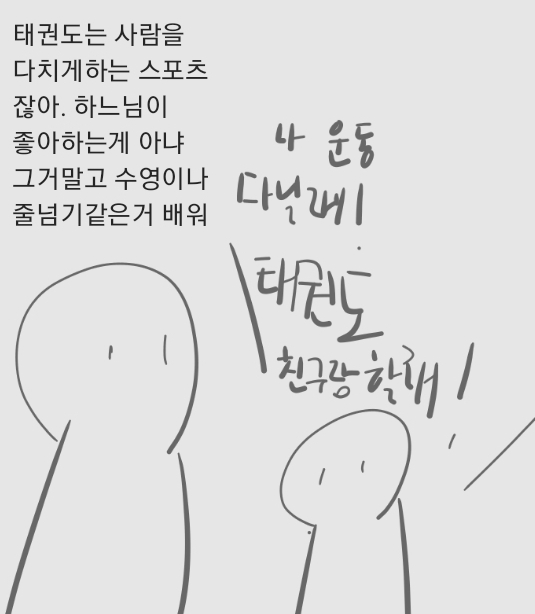 태권도는 사람을
다치게하는 스포츠
잖아. 하느님이
좋아하는게 아냐
그거말고 수영이나
줄넘기같은거 배워
나 운동
다닐래!
태권도
친구랑 할래!